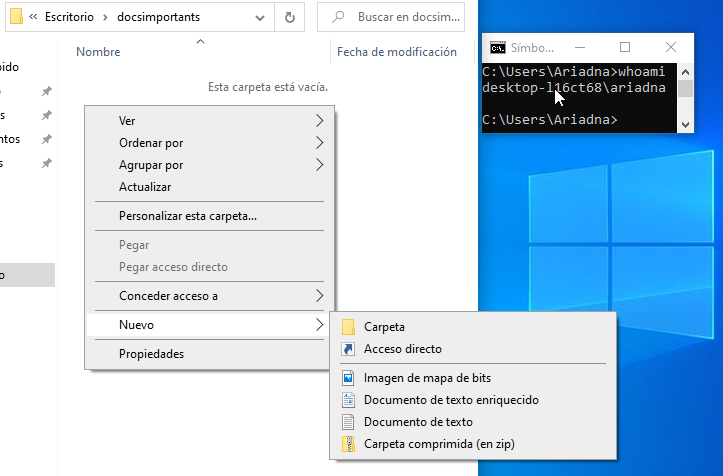 « Escritorio > docsimportants
Buscar en docsim...
Nombre
Fecha de modificación
Esta carpeta está vacía.
Ver
Ordenar por
Agrupar por
Actualizar
Personalizar esta carpeta...
Pegar
Pegar acceso directo
Conceder acceso a
Nuevo
Propiedades
Carpeta
Acceso directo
Imagen de mapa de bits
Documento de texto enriquecido
Documento de texto
Carpeta comprimida (en zip)
Símbo...
C:\Users\Ariadna>whoami
desktop-l16ct68\ariadna
C:\Users\Ariadna>